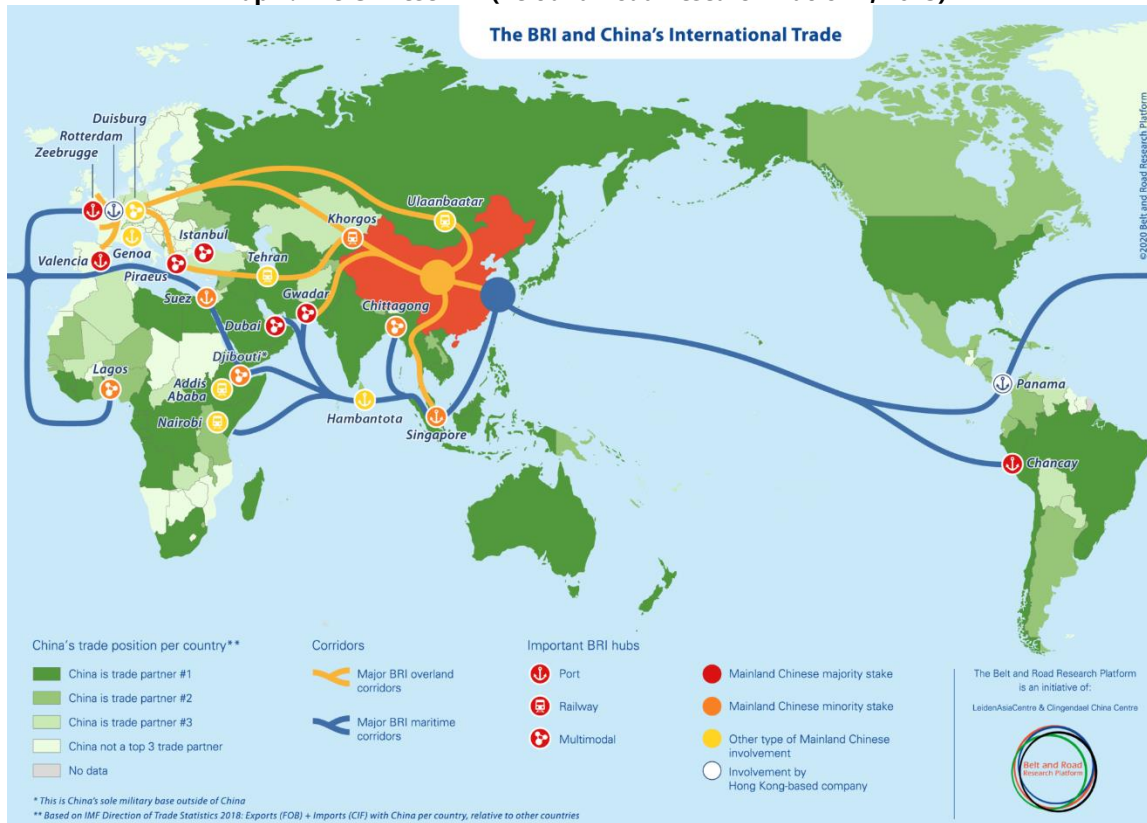 The BRI and China's International Trade
©2020 Belt and Road Research Platform
Duisburg
Rotterdam
Zeebrugge
Ulaanbaatar
Khorgos
Istanbul
Genoa
Valencia
Tehran
Piraeus
Gwadar
Suez
Chittagong
Dubai
Djibouti*
Lagos
Addis
Ababa
Panama
Nairobi
Hambantota
Singapore
Chancay
China's trade position per country**
China is trade partner #1
China is trade partner #2
China is trade partner #3
China not a top 3 trade partner
No data
Corridors
Major BRI overland
corridors
Major BRI maritime
corridors
Important BRI hubs
Port
Railway
Multimodal
Mainland Chinese majority stake
Mainland Chinese minority stake
Other type of Mainland Chinese
involvement
Involvement by
Hong Kong-based company
The Belt and Road Research Platform
is an initiative of:
LeidenAsiaCentre & Clingendael China Centre
Belt and Road
Research Platform
* This is China's sole military base outside of China
** Based on IMF Direction of Trade Statistics 2018: Exports (FOB) + Imports (CIF) with China per country, relative to other countries